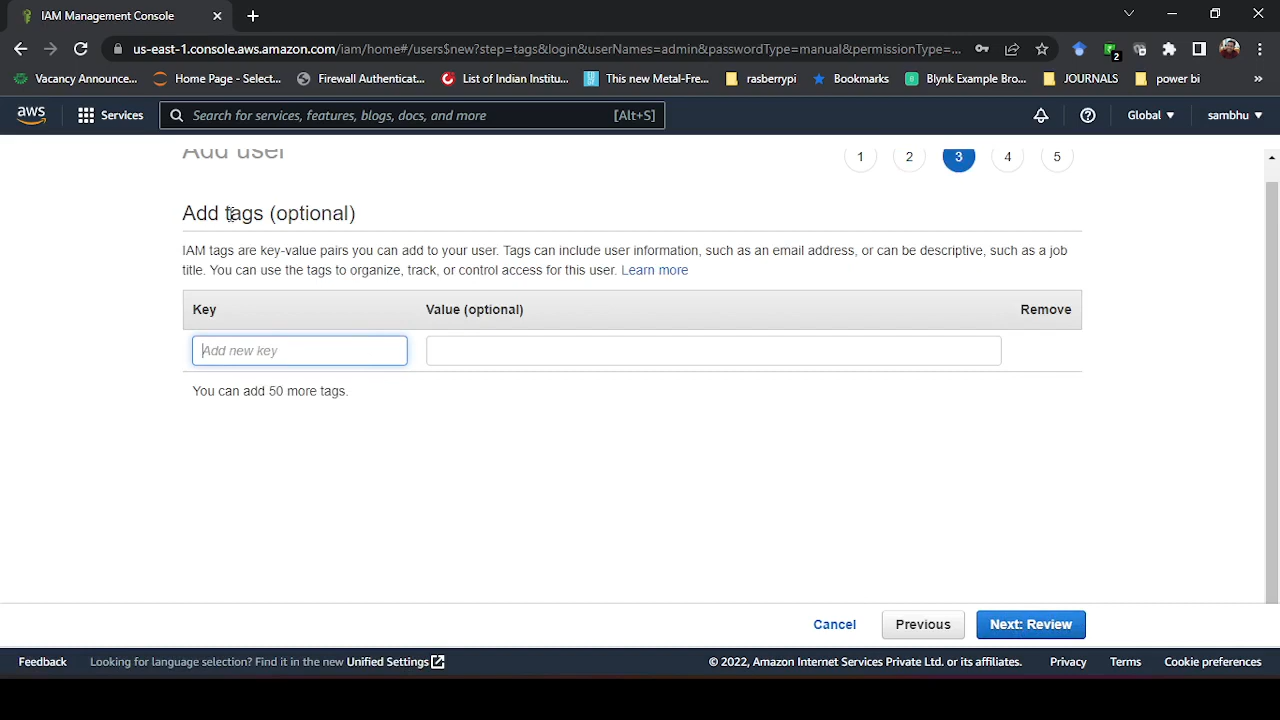 IAM Management Console
us-east-1.console.aws.amazon.com/iam/home#/users$new?step=tags&login&userNames=admin&passwordType=manual&permissionType=...
2
Vacancy Announce...
Home Page - Select...
Firewall Authenticat...
List of Indian Institu...
This new Metal-Fre...
rasberrypi
Bookmarks
Blynk Example Bro...
JOURNALS
power bi
»
aws
Services
Search for services, features, blogs, docs, and more
[Alt+S]
Global
sambhu
Add user
1 2 3 4 5
Add tags (optional)
IAM tags are key-value pairs you can add to your user. Tags can include user information, such as an email address, or can be descriptive, such as a job
title. You can use the tags to organize, track, or control access for this user. Learn more
Key
Value (optional)
Remove
Add new key
You can add 50 more tags.
Cancel
Previous
Next: Review
Feedback
Looking for language selection? Find it in the new Unified Settings
© 2022, Amazon Internet Services Private Ltd. or its affiliates.
Privacy
Terms
Cookie preferences